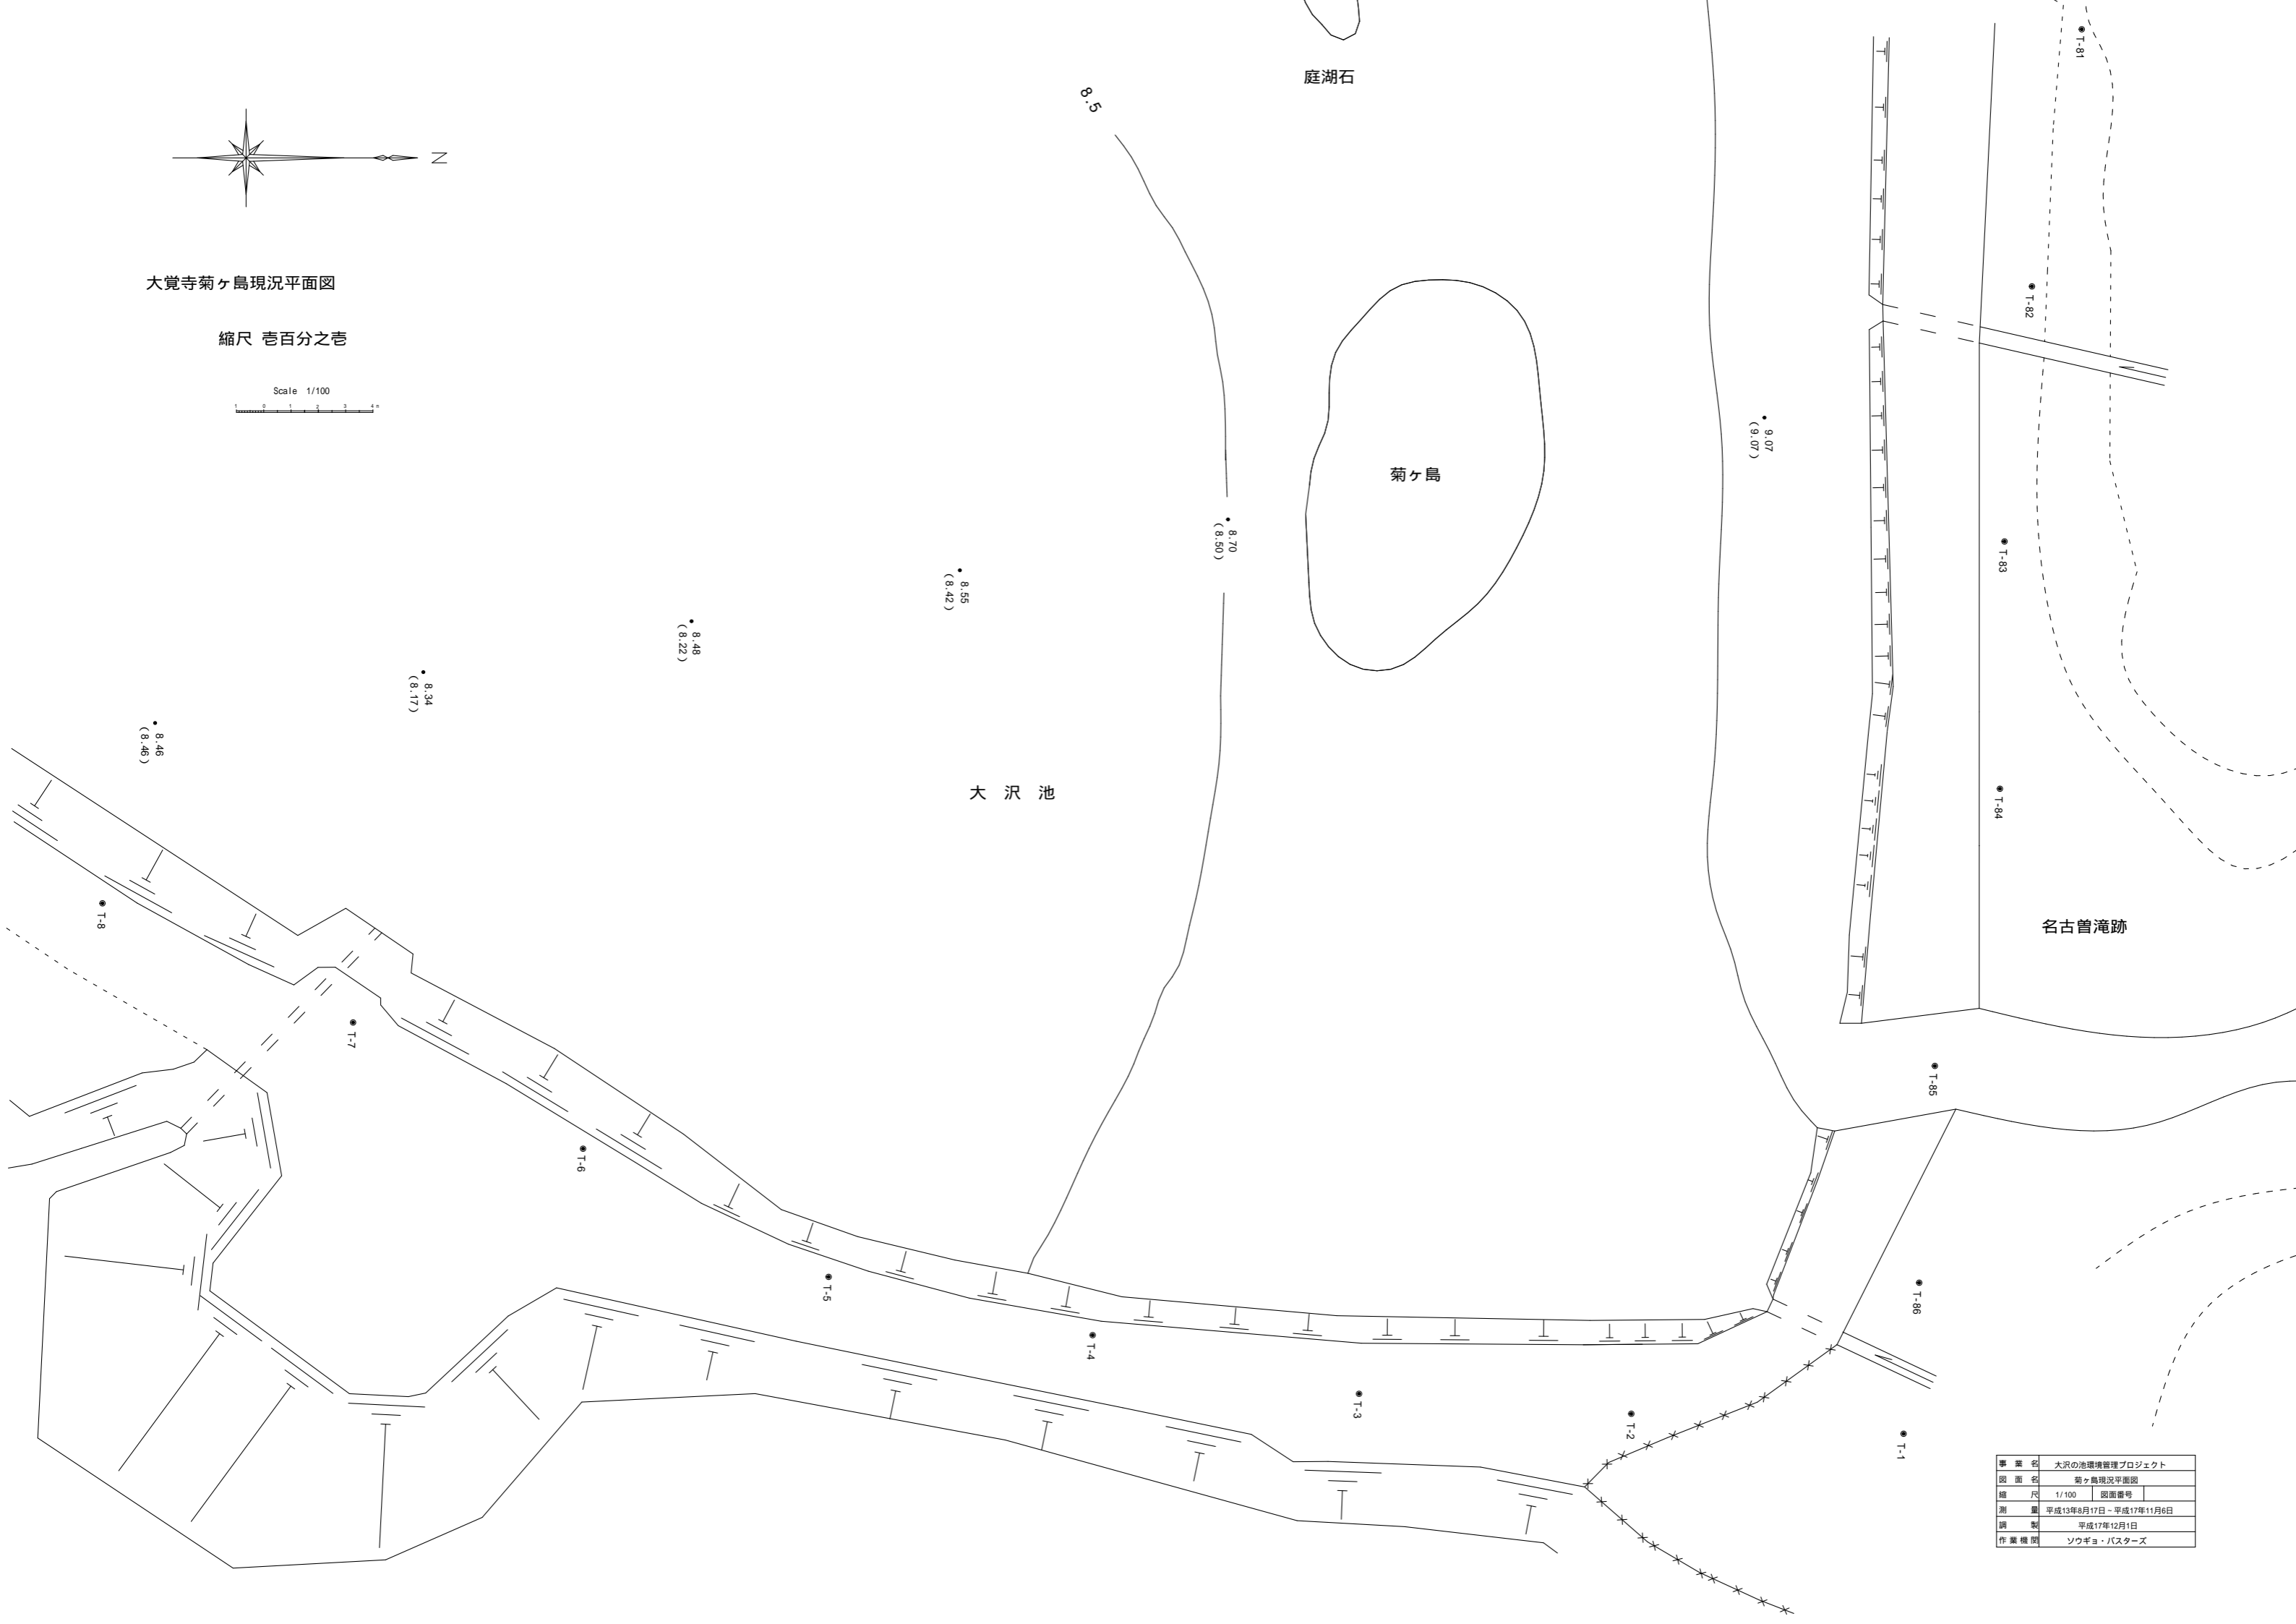 庭湖石
8.5
N
大覚寺菊ヶ島現況平面図
縮尺 壱百分之壱
Scale 1/100
1 0 1 2 3 4 m
T-81
T-82
9.07
(9.07)
菊ヶ島
8.70
(8.50)
T-83
8.55
(8.42)
8.48
(8.22)
8.34
(8.17)
8.46
(8.46)
大 沢 池
T-84
名古曽滝跡
T-8
T-7
T-85
T-6
T-5
T-86
T-4
T-3
T-2
T-1
事業名 大沢の池環境管理プロジェクト
図面名 菊ヶ島現況平面図
縮尺 1/100 図面番号
測量 平成13年8月17日~平成17年11月6日
調製 平成17年12月1日
作業機関 ソウギョ・バスターズ